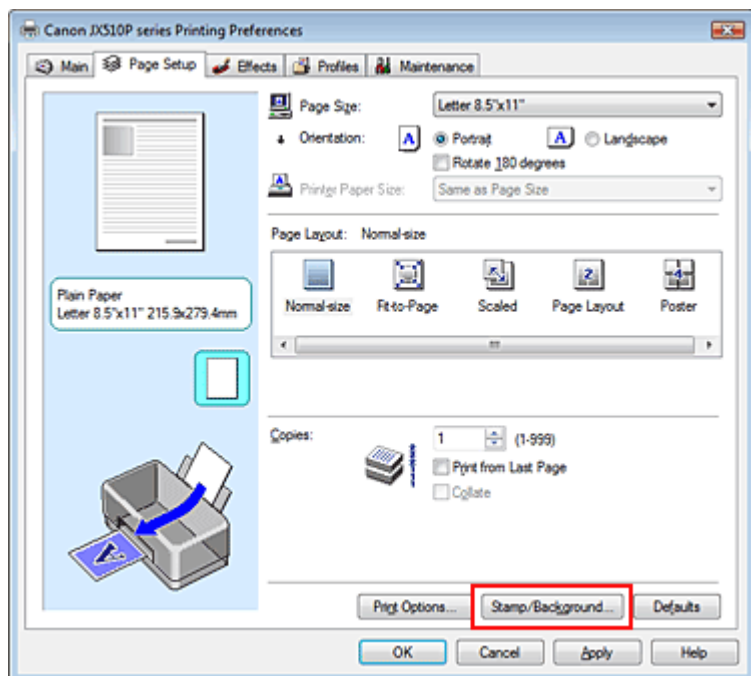 Canon JX510P series Printing Preferences
Main Page Setup Effects Profiles Maintenance
Page Size: Letter 8.5"x11"
Orientation: A Portrait A Landscape
Rotate 180 degrees
Printer Paper Size: Same as Page Size
Page Layout: Normal-size
Normal-size Fit-to-Page Scaled Page Layout Poster
Plain Paper
Letter 8.5"x11" 215.9x279.4mm
Copies: 1 (1-999)
Print from Last Page
Collate
Print Options... Stamp/Background... Defaults
OK Cancel Apply Help